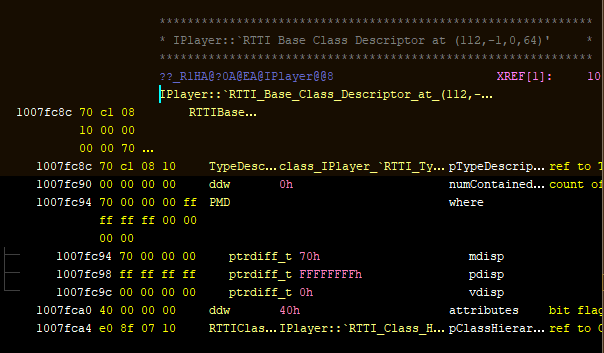 *****************************************************************
* IPlayer::`RTTI Base Class Descriptor at (112,-1,0,64)' *
*****************************************************************
??_R1HA@?0A@EA@IPlayer@@8 XREF[1]: 10
IPlayer::`RTTI_Base_Class_Descriptor_at_(112,-...
1007fc8c 70 c1 08 RTTIBase...
10 00 00
00 00 70 ...
1007fc8c 70 c1 08 10 TypeDesc... class_IPlayer_`RTTI_Ty... pTypeDescrip... ref to T
1007fc90 00 00 00 00 ddw 0h numContained... count of
1007fc94 70 00 00 00 ff PMD where
ff ff ff 00 00
00 00
1007fc94 70 00 00 00 ptrdiff_t 70h mdisp
1007fc98 ff ff ff ff ptrdiff_t FFFFFFFFh pdisp
1007fc9c 00 00 00 00 ptrdiff_t 0h vdisp
1007fca0 40 00 00 00 ddw 40h attributes bit flag
1007fca4 e0 8f 07 10 RTTIClas... IPlayer::`RTTI_Class_H... pClassHierar... ref to C